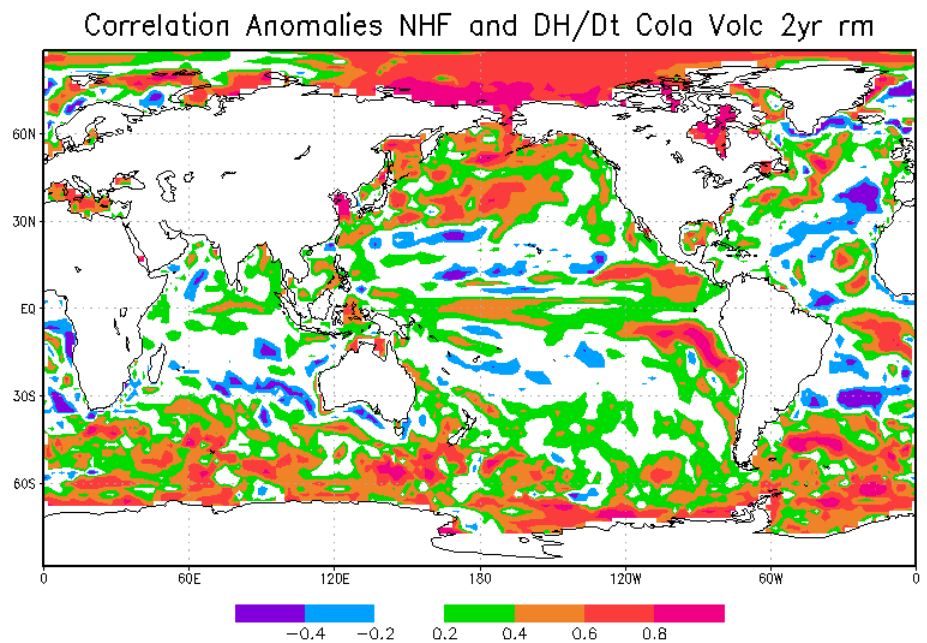 Correlation Anomalies NHF and DH/Dt Cola Volc 2yr rm
60N
30N
EQ
30S
60S
0 60E 120E 180 120W 60W 0
−0.4 −0.2 0.2 0.4 0.6 0.8